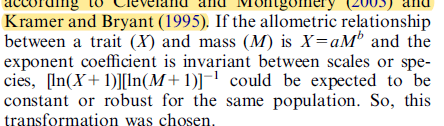 according to Cleveland and Montgomery (2003) and
Kramer and Bryant (1995). If the allometric relationship
between a trait (X) and mass (M) is X=aMᵇ and the
exponent coefficient is invariant between scales or spe-
cies, [ln(X+1)][ln(M+1)]⁻¹ could be expected to be
constant or robust for the same population. So, this
transformation was chosen.